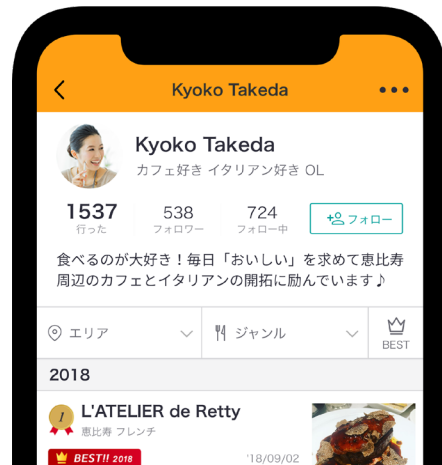 Kyoko Takeda
Kyoko Takeda
カフェ好き イタリアン好き OL
1537
行った
538
フォロワー
724
フォロー中
フォロー
食べるのが大好き！毎日「おいしい」を求めて恵比寿
周辺のカフェとイタリアンの開拓に励んでいます♪
エリア
ジャンル
BEST
2018
1
L'ATELIER de Retty
恵比寿 フレンチ
BEST!! 2018
'18/09/02